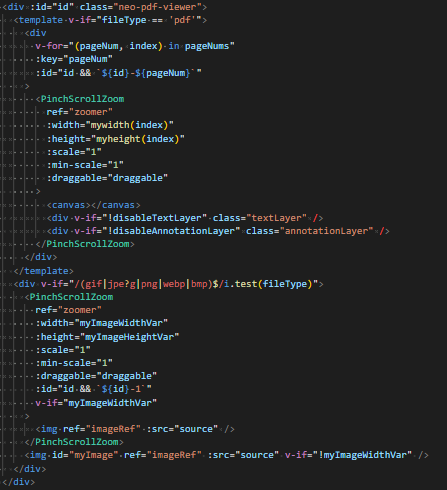 <div :id="id" class="neo-pdf-viewer">
<template v-if="fileType == 'pdf'">
<div
v-for="(pageNum, index) in pageNums"
:key="pageNum"
:id="id && `${id}-${pageNum}`"
>
<PinchScrollZoom
ref="zoomer"
:width="mywidth(index)"
:height="myheight(index)"
:scale="1"
:min-scale="1"
:draggable="draggable"
>
<canvas></canvas>
<div v-if="!disableTextLayer" class="textLayer" />
<div v-if="!disableAnnotationLayer" class="annotationLayer" />
</PinchScrollZoom>
</div>
</template>
<div v-if="/(gif|jpe?g|png|webp|bmp)$/i.test(fileType)">
<PinchScrollZoom
ref="zoomer"
:width="myImageWidthVar"
:height="myImageHeightVar"
:scale="1"
:min-scale="1"
:draggable="draggable"
:id="id && `${id}-1`"
v-if="myImageWidthVar"
>
<img ref="imageRef" :src="source" />
</PinchScrollZoom>
<img id="myImage" ref="imageRef" :src="source" v-if="!myImageWidthVar" />
</div>
</div>